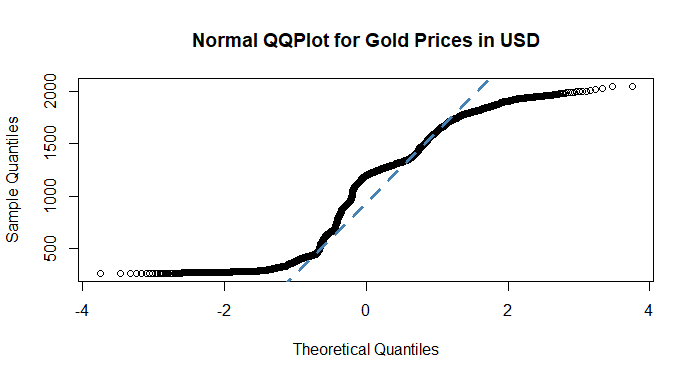 Normal QQPlot for Gold Prices in USD
Sample Quantiles
2000
1500
1000
500
-4 -2 0 2 4
Theoretical Quantiles